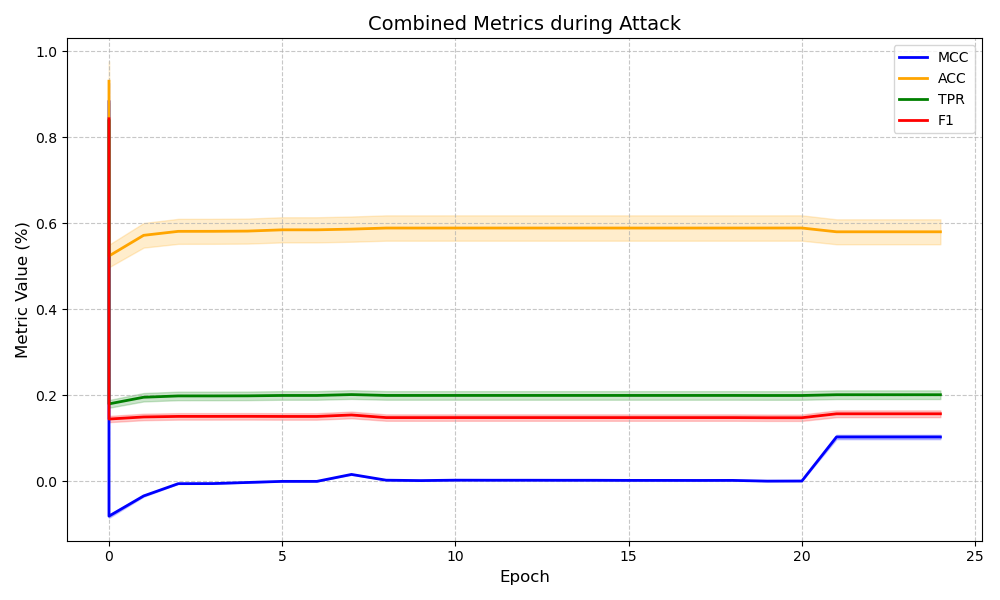 Combined Metrics during Attack
Metric Value (%)
1.0
0.8
0.6
0.4
0.2
0.0
MCC
ACC
TPR
F1
0
5
10
15
20
25
Epoch